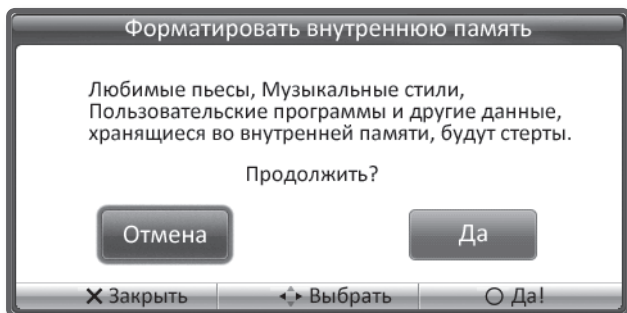 Форматировать внутреннюю память
Любимые пьесы, Музыкальные стили,
Пользовательские программы и другие данные,
хранящиеся во внутренней памяти, будут стерты.
Продолжить?
Отмена Да
Закрыть Выбрать Да!